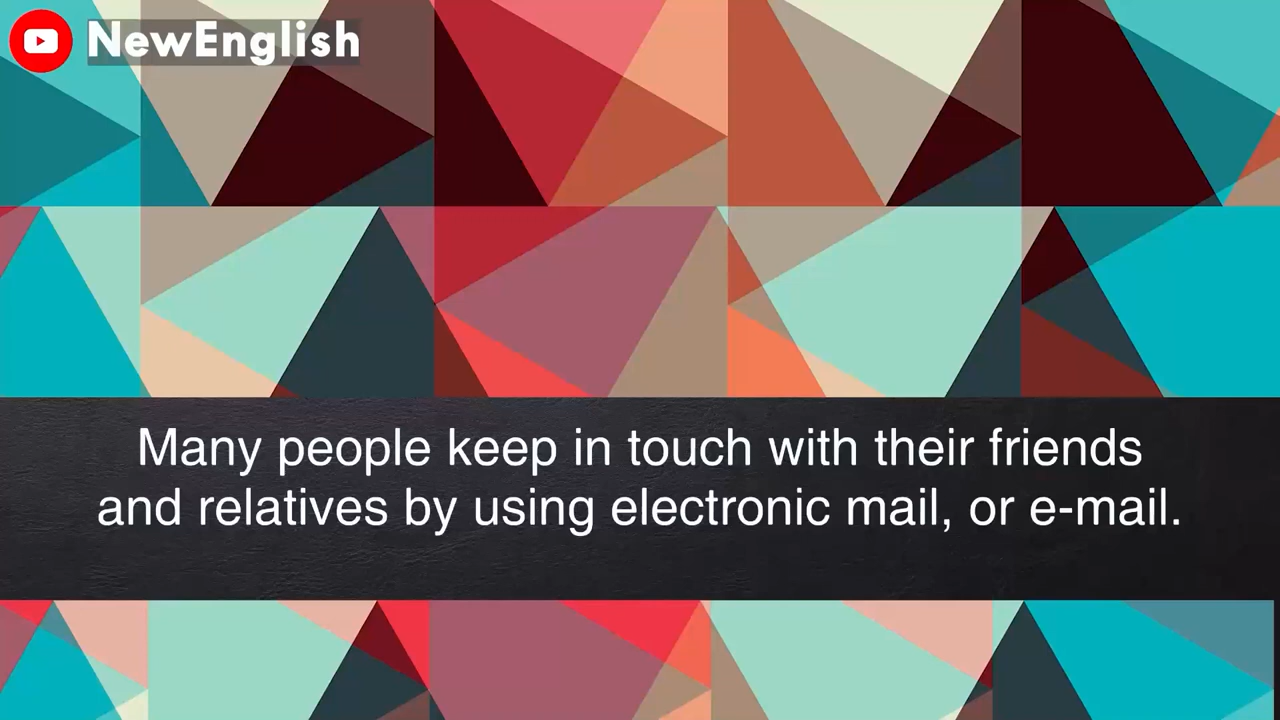 NewEnglish
Many people keep in touch with their friends
and relatives by using electronic mail, or e-mail.